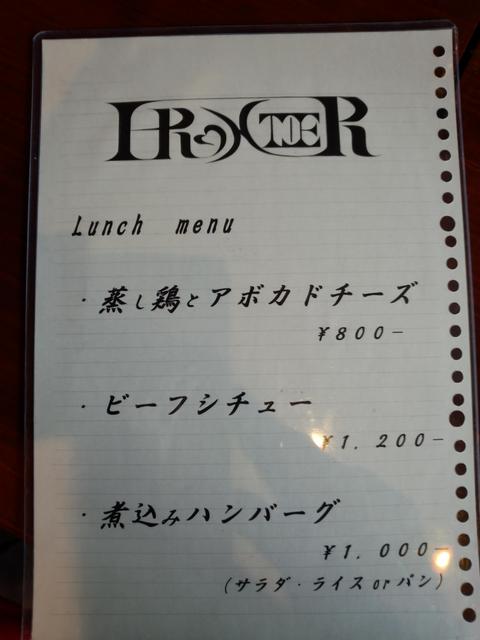 Lunch menu
・蒸し鶏とアボカドチーズ
¥800-
・ビーフシチュー
¥1,200-
・煮込みハンバーグ
¥1,000-
(サラダ・ライスorパン)